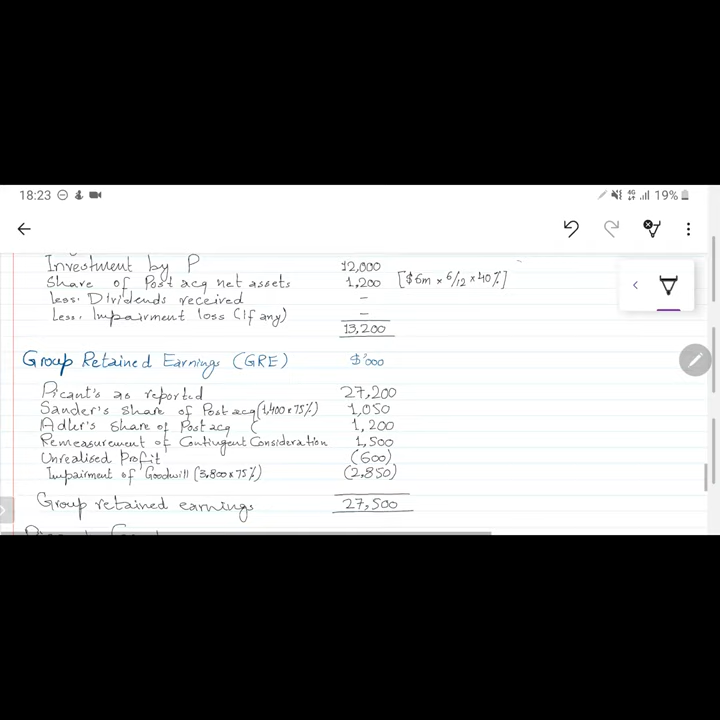 18:23 4G 19%
Investment by P 12,000
Share of Post acq net assets 1,200 [$6m x 6/12 x 40%]
less. Dividends received -
Less. Impairment loss (If any) -
13,200
Group Retained Earnings (GRE) $'000
Picant's as reported 27,200
Sander's share of Post acq (1,400 x 75%) 1,050
Adler's share of Post acq ( 1,200
Remeasurement of Contingent Consideration 1,500
Unrealised Profit (600)
Impairment of Goodwill (3,800 x 75%) (2,850)
Group retained earnings 27,500